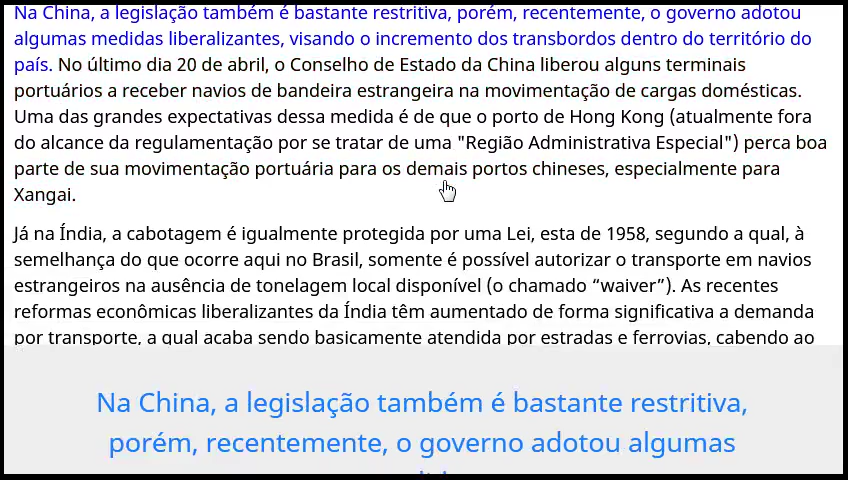 Na China, a legislação também é bastante restritiva, porém, recentemente, o governo adotou
algumas medidas liberalizantes, visando o incremento dos transbordos dentro do território do
país. No último dia 20 de abril, o Conselho de Estado da China liberou alguns terminais
portuários a receber navios de bandeira estrangeira na movimentação de cargas domésticas.
Uma das grandes expectativas dessa medida é de que o porto de Hong Kong (atualmente fora
do alcance da regulamentação por se tratar de uma "Região Administrativa Especial") perca boa
parte de sua movimentação portuária para os demais portos chineses, especialmente para
Xangai.
Já na Índia, a cabotagem é igualmente protegida por uma Lei, esta de 1958, segundo a qual, à
semelhança do que ocorre aqui no Brasil, somente é possível autorizar o transporte em navios
estrangeiros na ausência de tonelagem local disponível (o chamado “waiver”). As recentes
reformas econômicas liberalizantes da Índia têm aumentado de forma significativa a demanda
por transporte, a qual acaba sendo basicamente atendida por estradas e ferrovias, cabendo ao
Na China, a legislação também é bastante restritiva,
porém, recentemente, o governo adotou algumas